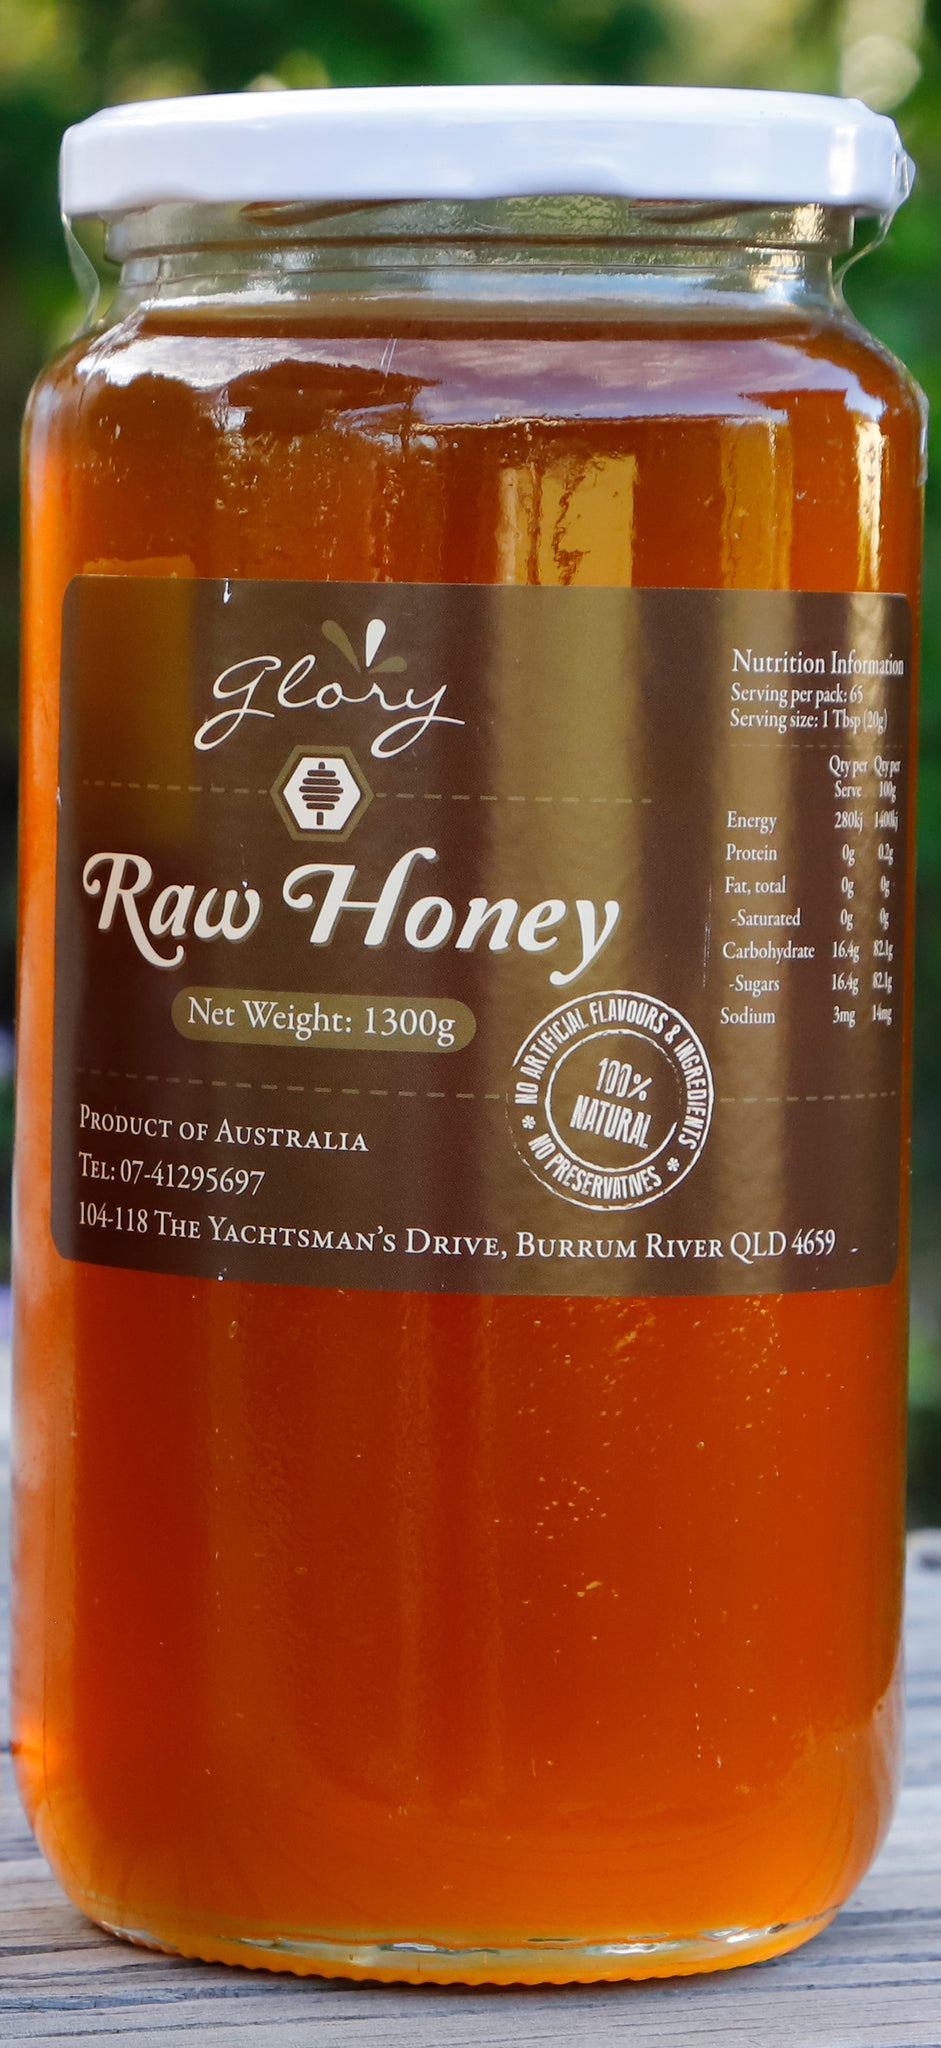 Glory
Raw Honey
Net Weight: 1300g
PRODUCT OF AUSTRALIA
TEL: 07-41295697
104-118 THE YACHTSMAN'S DRIVE, BURRUM RIVER QLD 4659
NO ARTIFICIAL FLAVOURS & INGREDIENTS
100%
NATURAL
* NO PRESERVATIVES *
Nutrition Information
Serving per pack: 65
Serving size: 1 Tbsp (20g)
Qty per Qty per
Serve 100g
Energy 280kj 1400kj
Protein 0g 0.2g
Fat, total 0g 0g
-Saturated 0g 0g
Carbohydrate 16.4g 82.1g
-Sugars 16.4g 82.1g
Sodium 3mg 14mg